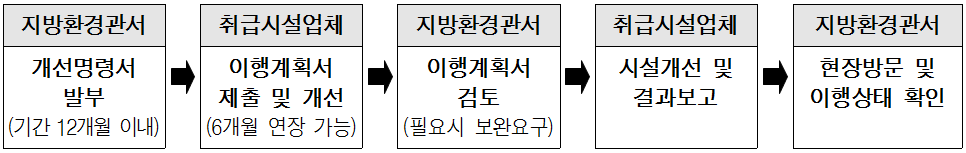 지방환경관서
개선명령서
발부
(기간 12개월 이내)
취급시설업체
이행계획서
제출 및 개선
(6개월 연장 가능)
지방환경관서
이행계획서
검토
(필요시 보완요구)
취급시설업체
시설개선 및
결과보고
지방환경관서
현장방문 및
이행상태 확인